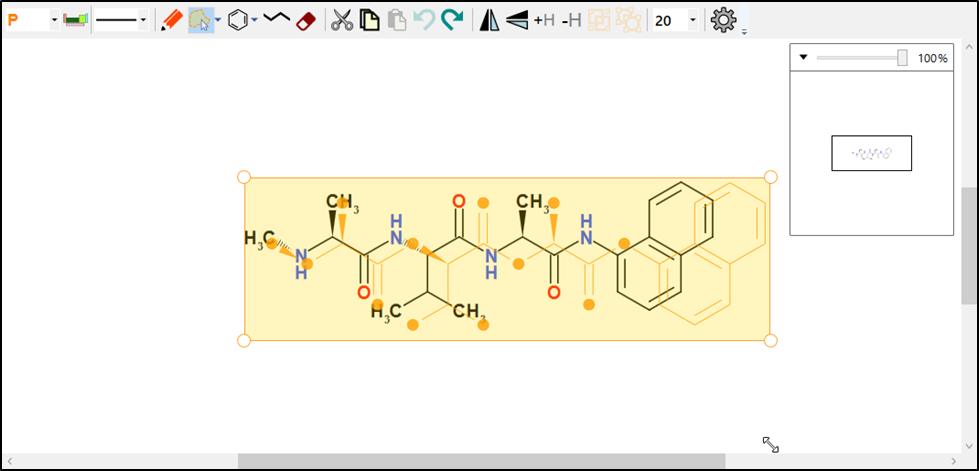 P +H -H 20
100%
CH3 O CH3
H H
H3C N N
N N
H H
O O
H3C CH3